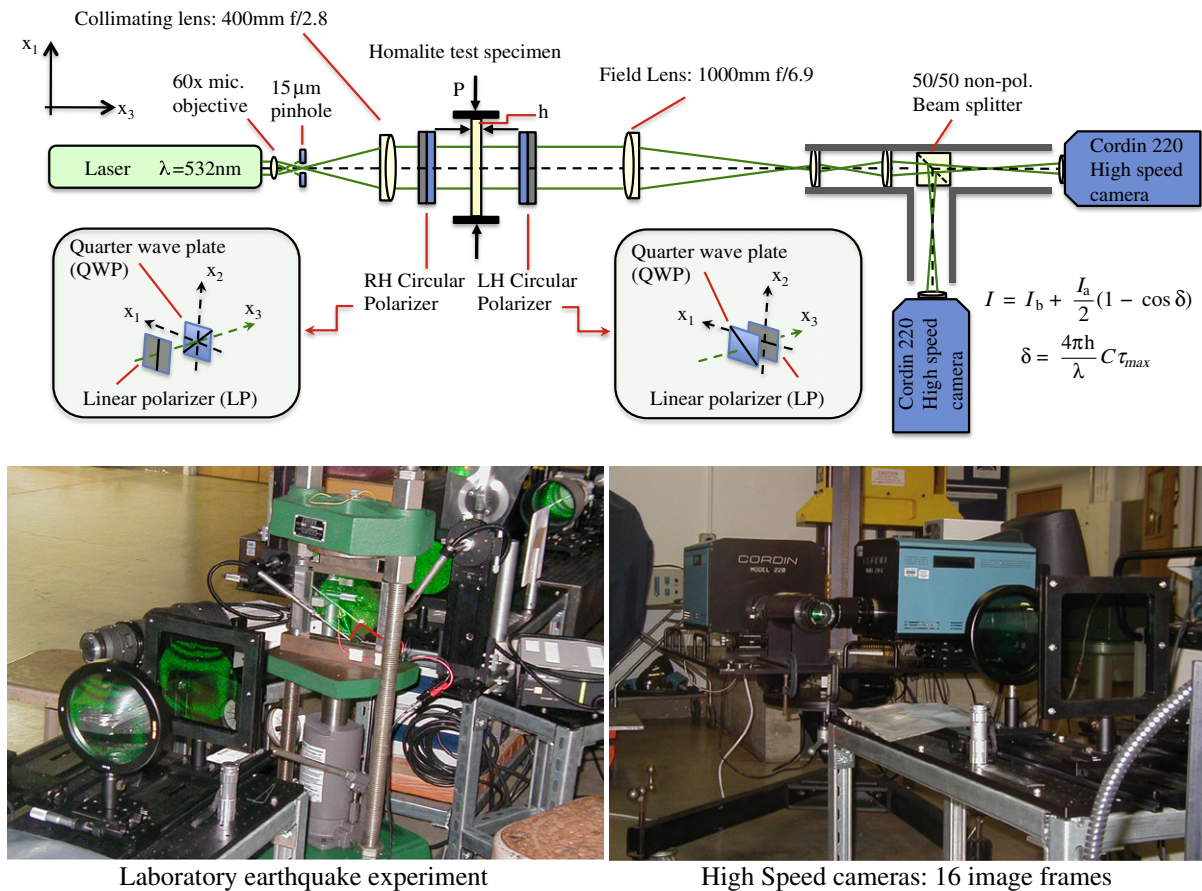 Collimating lens: 400mm f/2.8
x1
x3
60x mic.
objective
15 μm
pinhole
Homalite test specimen
P
h
Field Lens: 1000mm f/6.9
50/50 non-pol.
Beam splitter
Laser λ=532nm
Cordin 220
High speed
camera
Quarter wave plate
(QWP)
x2
x1
x3
Linear polarizer (LP)
RH Circular
Polarizer
LH Circular
Polarizer
Quarter wave plate
(QWP)
x2
x1
x3
Linear polarizer (LP)
Cordin 220
High speed
camera
I = Ib + Ia/2 (1 − cos δ)
δ = 4πh/λ C τmax
CORDIN
MODEL 220
CORDIN
Laboratory earthquake experiment
High Speed cameras: 16 image frames